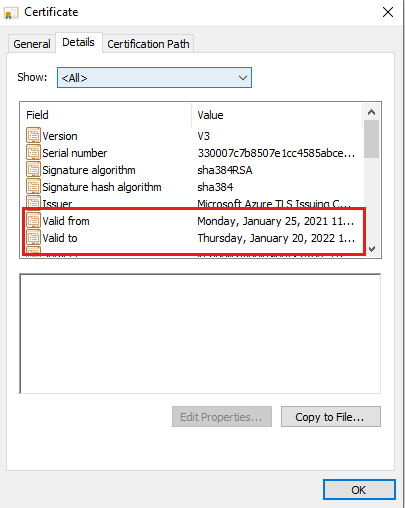 Certificate
General Details Certification Path
Show: <All>
Field Value
Version V3
Serial number 330007c7b8507e1cc4585abce...
Signature algorithm sha384RSA
Signature hash algorithm sha384
Issuer Microsoft Azure TLS Issuing C...
Valid from Monday, January 25, 2021 11...
Valid to Thursday, January 20, 2022 1...
Edit Properties...
Copy to File...
OK